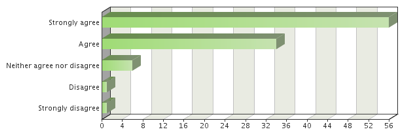 Strongly agree
Agree
Neither agree nor disagree
Disagree
Strongly disagree
0 4 8 12 16 20 24 28 32 36 40 44 48 52 56